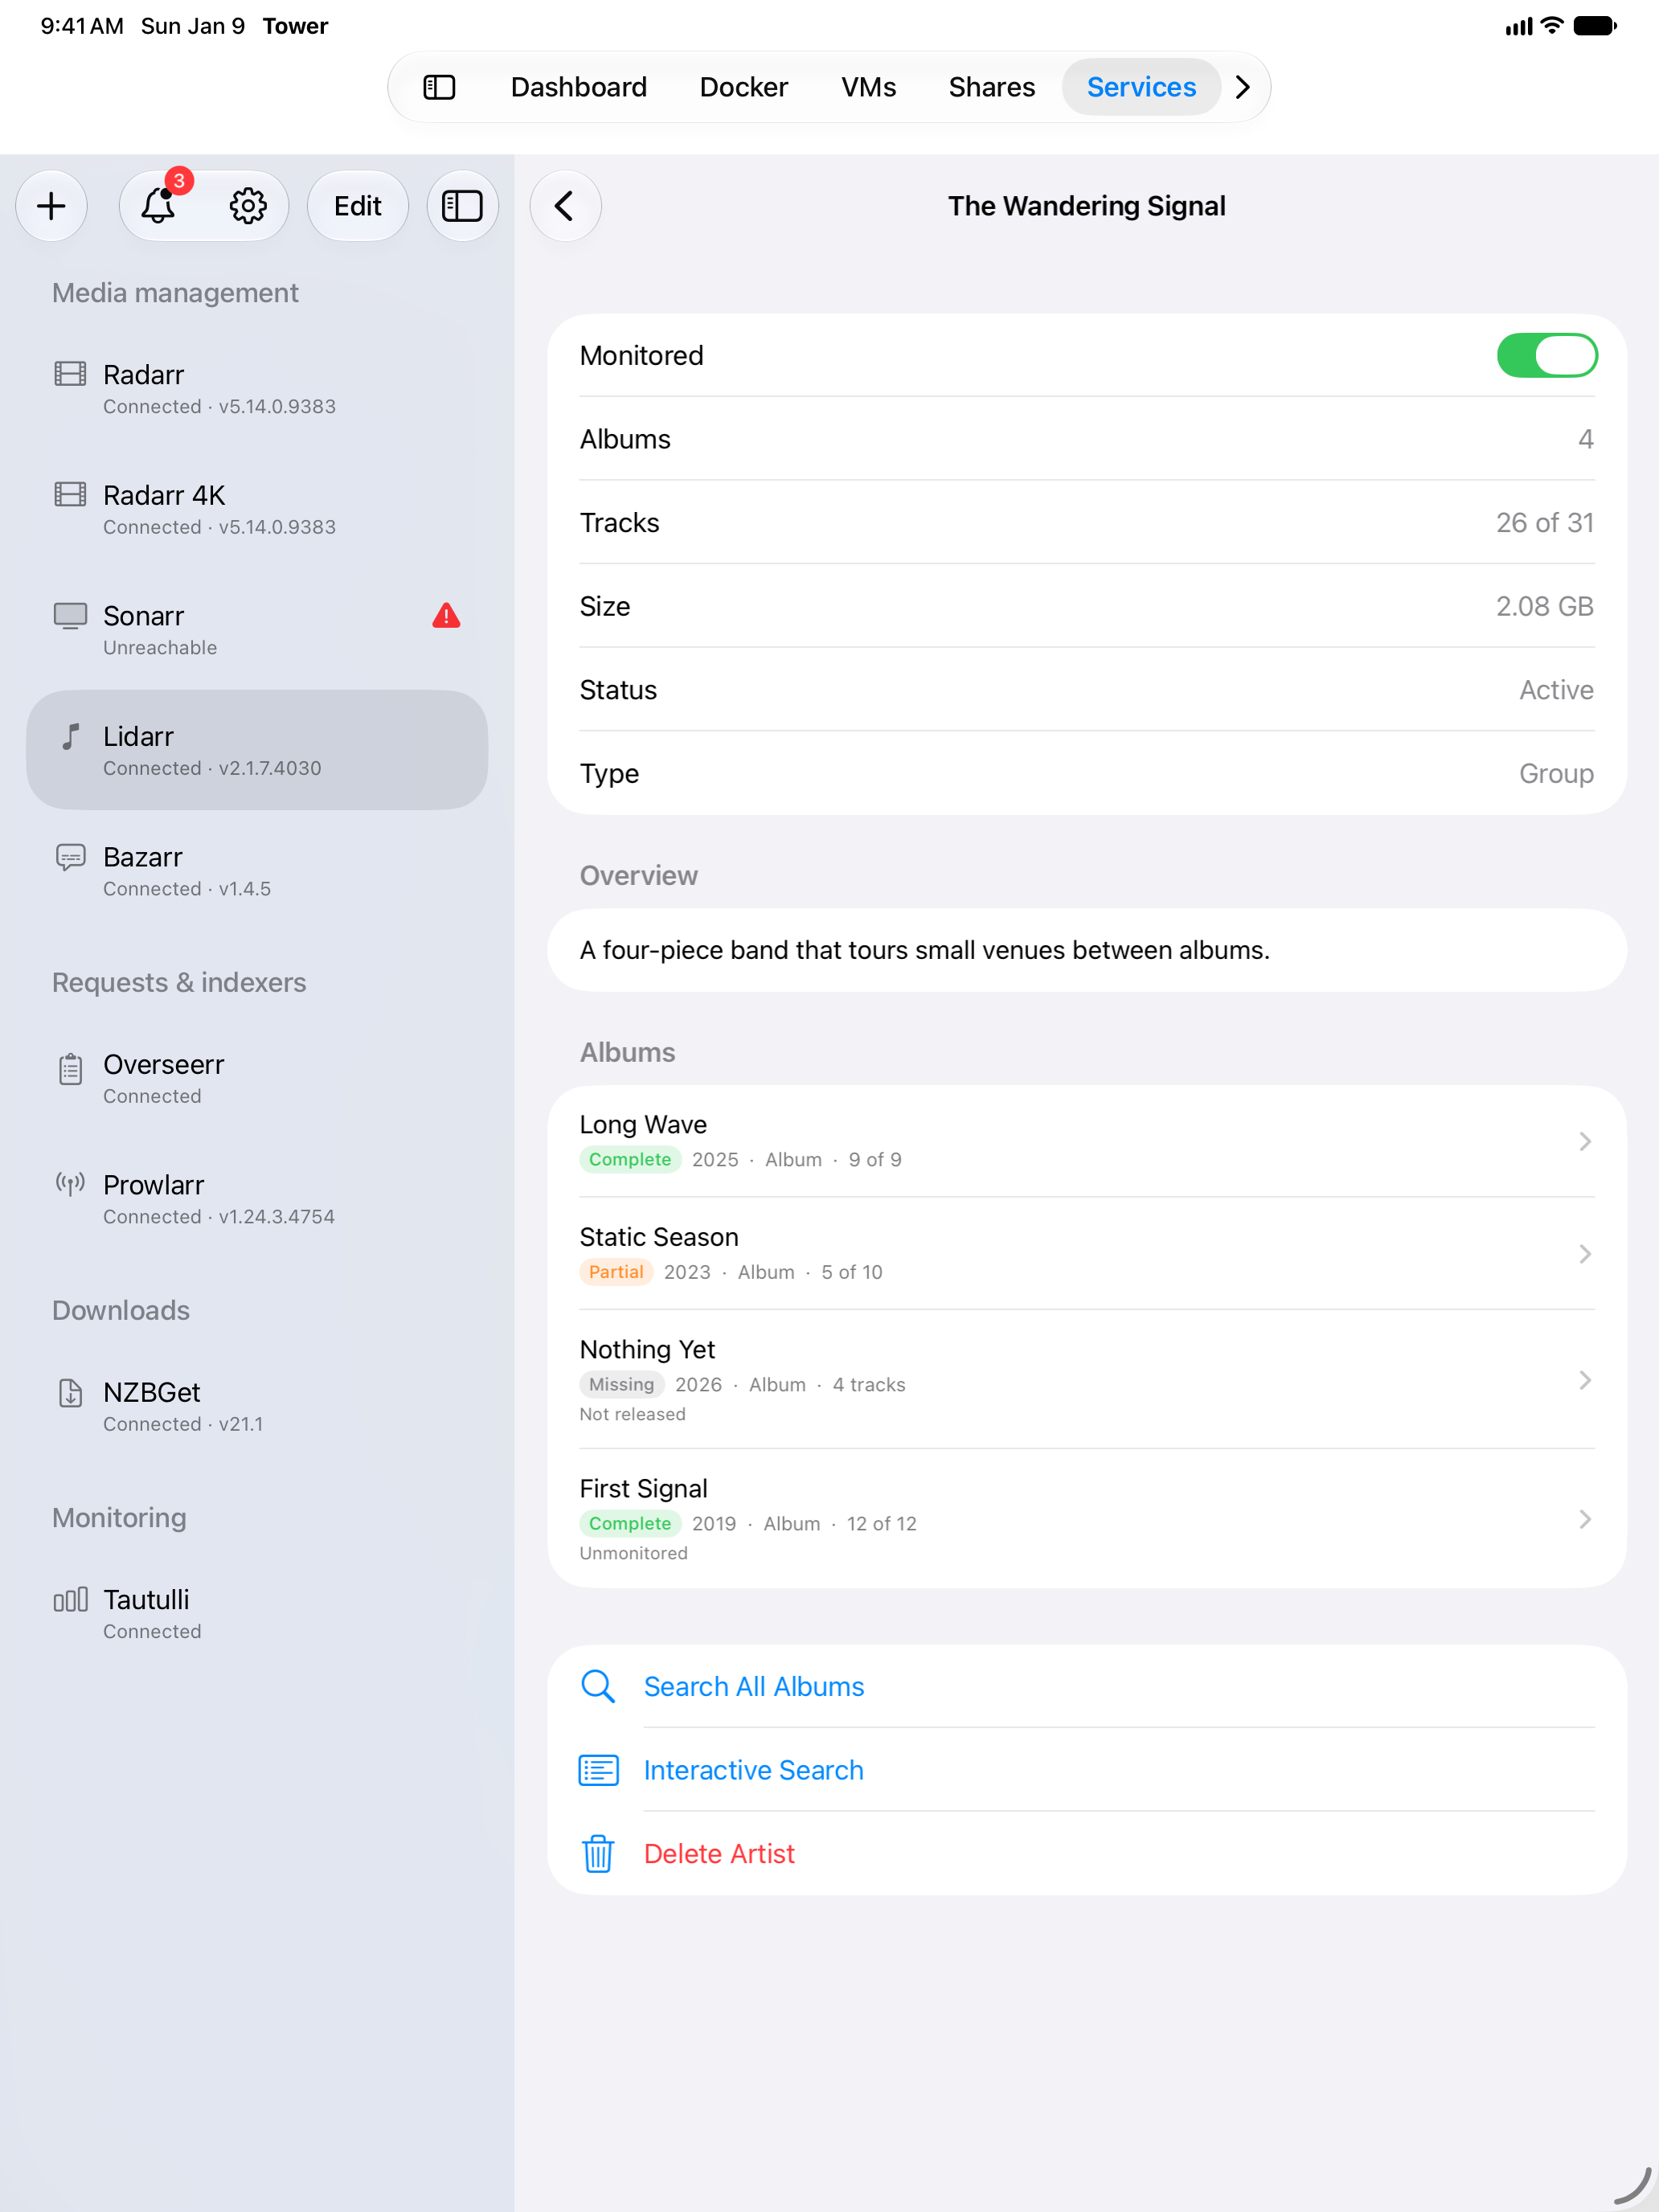 9:41 AM Sun Jan 9 Tower
Dashboard Docker VMs Shares Services
3
Edit
The Wandering Signal
Media management
Radarr
Connected · v5.14.0.9383
Radarr 4K
Connected · v5.14.0.9383
Sonarr
Unreachable
Lidarr
Connected · v2.1.7.4030
Bazarr
Connected · v1.4.5
Requests & indexers
Overseerr
Connected
Prowlarr
Connected · v1.24.3.4754
Downloads
NZBGet
Connected · v21.1
Monitoring
Tautulli
Connected
Monitored
Albums 4
Tracks 26 of 31
Size 2.08 GB
Status Active
Type Group
Overview
A four-piece band that tours small venues between albums.
Albums
Long Wave
Complete 2025 · Album · 9 of 9
Static Season
Partial 2023 · Album · 5 of 10
Nothing Yet
Missing 2026 · Album · 4 tracks
Not released
First Signal
Complete 2019 · Album · 12 of 12
Unmonitored
Search All Albums
Interactive Search
Delete Artist